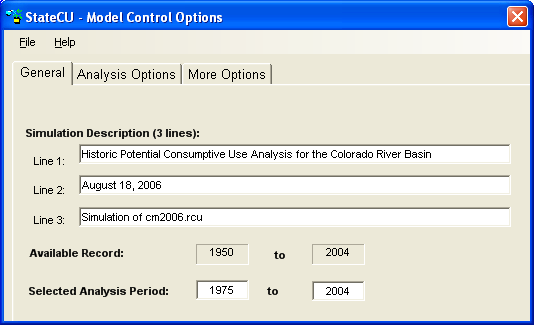 StateCU - Model Control Options
File Help
General Analysis Options More Options
Simulation Description (3 lines):
Line 1: Historic Potential Consumptive Use Analysis for the Colorado River Basin
Line 2: August 18, 2006
Line 3: Simulation of cm2006.rcu
Available Record: 1950 to 2004
Selected Analysis Period: 1975 to 2004